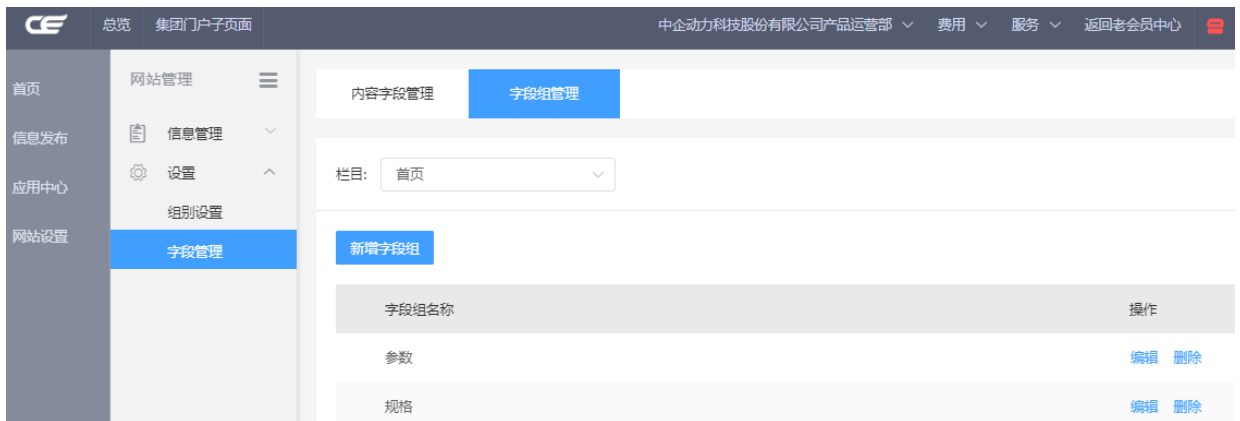 CE 总览 集团门户子页面 中企动力科技股份有限公司产品运营部 费用 服务 返回老会员中心
首页
信息发布
应用中心
网站设置
网站管理
信息管理
设置
组别设置
字段管理
内容字段管理 字段组管理
栏目: 首页
新增字段组
字段组名称 操作
参数 编辑 删除
规格 编辑 删除